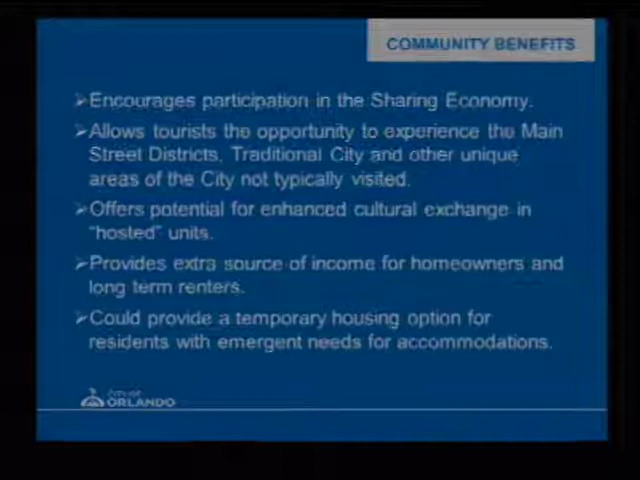 COMMUNITY BENEFITS
➢Encourages participation in the Sharing Economy.
➢Allows tourists the opportunity to experience the Main
Street Districts, Traditional City and other unique
areas of the City not typically visited.
➢Offers potential for enhanced cultural exchange in
“hosted” units.
➢Provides extra source of income for homeowners and
long term renters.
➢Could provide a temporary housing option for
residents with emergent needs for accommodations.
CITY OF
ORLANDO